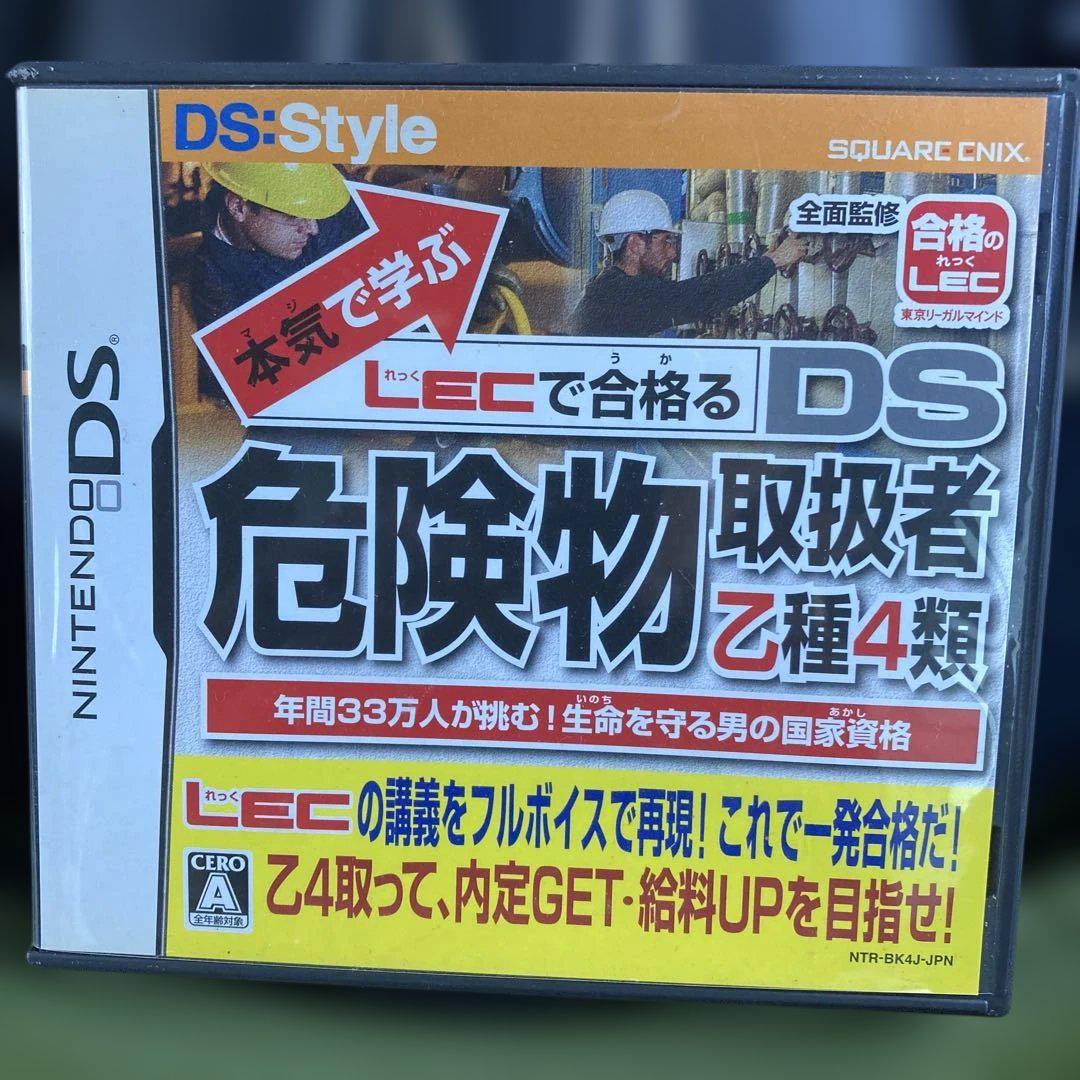 DS:Style
SQUARE ENIX.
全面監修
合格の
れっく
LEC
東京リーガルマインド
マジ
本気で学ぶ
れっく うか
LECで合格る
DS
危険物
取扱者
乙種4類
いのち あかし
年間33万人が挑む!生命を守る男の国家資格
れっく
LECの講義をフルボイスで再現!これで一発合格だ!
乙4取って、内定GET・給料UPを目指せ!
CERO
A
全年齢対象
NTR-BK4J-JPN
NINTENDO DS®